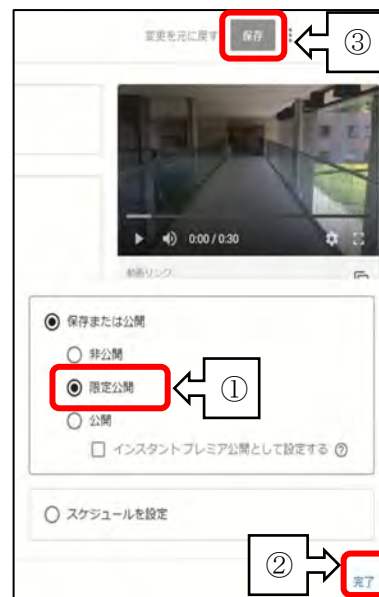 変更を元に戻す 保存 ③
0:00 / 0:30
動画リンク
保存または公開
非公開
限定公開 ①
公開
インスタント プレミア公開として設定する
スケジュールを設定
② 完了